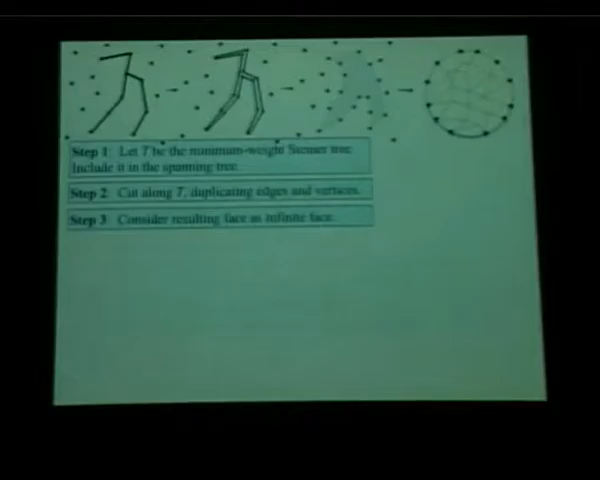 Step 1: Let T be the minimum-weight Steiner tree.
Include it in the spanning tree.
Step 2: Cut along T, duplicating edges and vertices.
Step 3: Consider resulting face as infinite face.